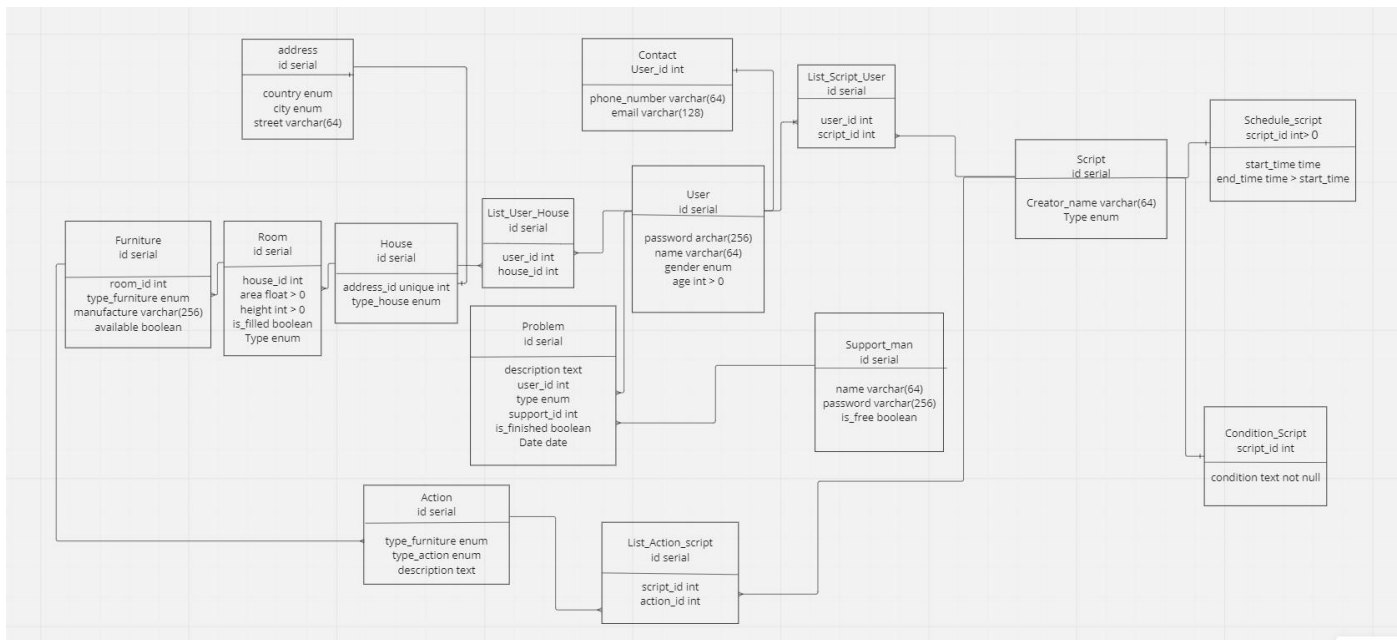 address
id serial
country enum
city enum
street varchar(64)
Contact
User_id int
phone_number varchar(64)
email varchar(128)
List_Script_User
id serial
user_id int
script_id int
Schedule_script
script_id int> 0
start_time time
end_time time > start_time
Script
id serial
Creator_name varchar(64)
Type enum
User
id serial
password archar(256)
name varchar(64)
gender enum
age int > 0
List_User_House
id serial
user_id int
house_id int
House
id serial
address_id unique int
type_house enum
Room
id serial
house_id int
area float > 0
height int > 0
is_filled boolean
Type enum
Furniture
id serial
room_id int
type_furniture enum
manufacture varchar(256)
available boolean
Problem
id serial
description text
user_id int
type enum
support_id int
is_finished boolean
Date date
Support_man
id serial
name varchar(64)
password varchar(256)
is_free boolean
Condition_Script
script_id int
condition text not null
Action
id serial
type_furniture enum
type_action enum
description text
List_Action_script
id serial
script_id int
action_id int